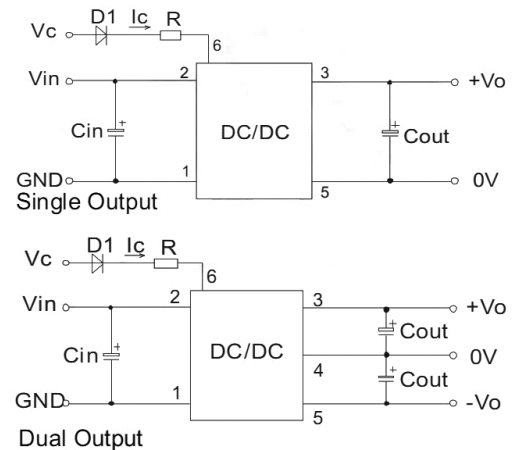 D1 Ic R
Vc
6
Vin 2 3 +Vo
Cin DC/DC Cout
GND 1 5 0V
Single Output
D1 Ic R
Vc
6
Vin 2 3 +Vo
Cout
Cin DC/DC 4 0V
Cout
GND 1 5 -Vo
Dual Output